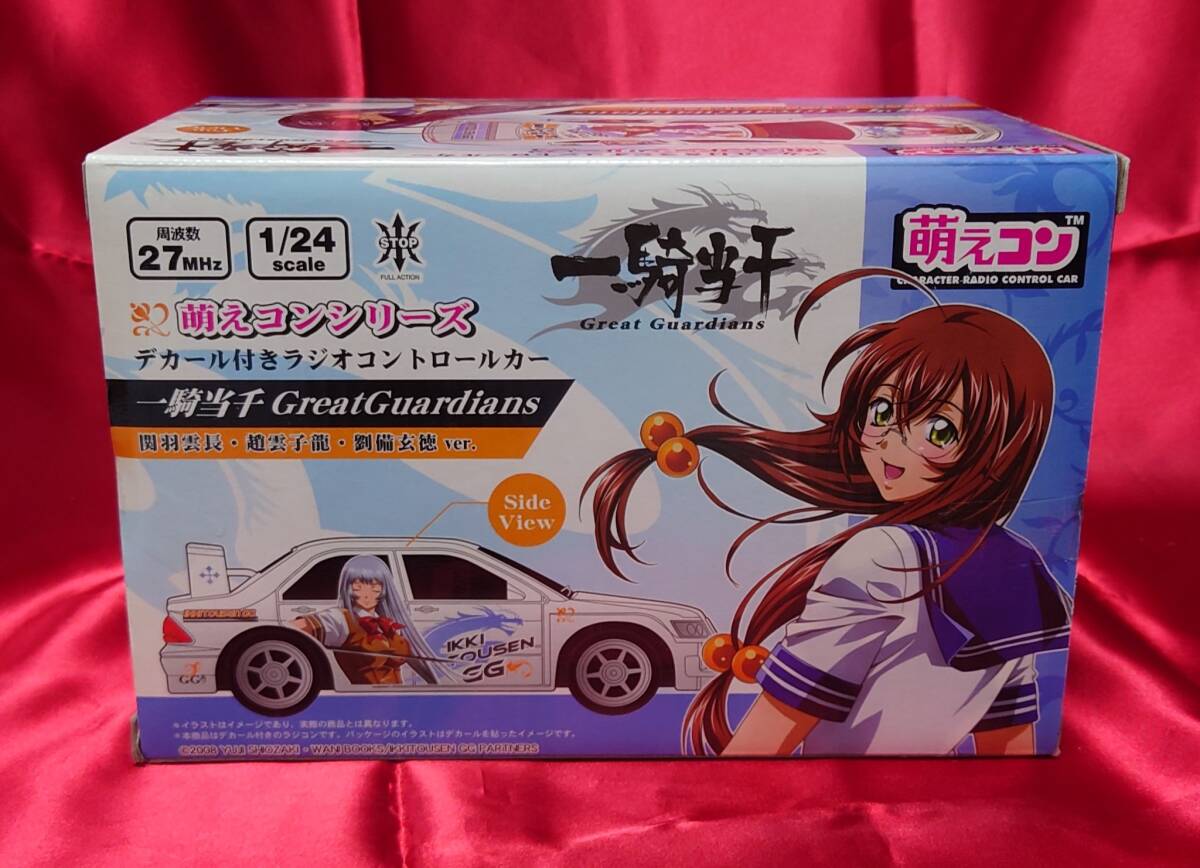 周波数
27MHz
1/24
scale
STOP
FULL ACTION
一騎当千
Great Guardians
萌えコン™
CHARACTER-RADIO CONTROL CAR
萌えコンシリーズ
デカール付きラジオコントロールカー
一騎当千 GreatGuardians
関羽雲長・趙雲子龍・劉備玄徳 ver.
Side
View
IKKITOUSEN GG
IKKI
TOUSEN
GG
GG
※イラストはイメージであり、実際の商品とは異なります。
※本商品はデカール付きのラジコンです。パッケージのイラストはデカールを貼ったイメージです。
©2008 YUJI SHIOZAKI・WANI BOOKS/IKKITOUSEN GG PARTNERS